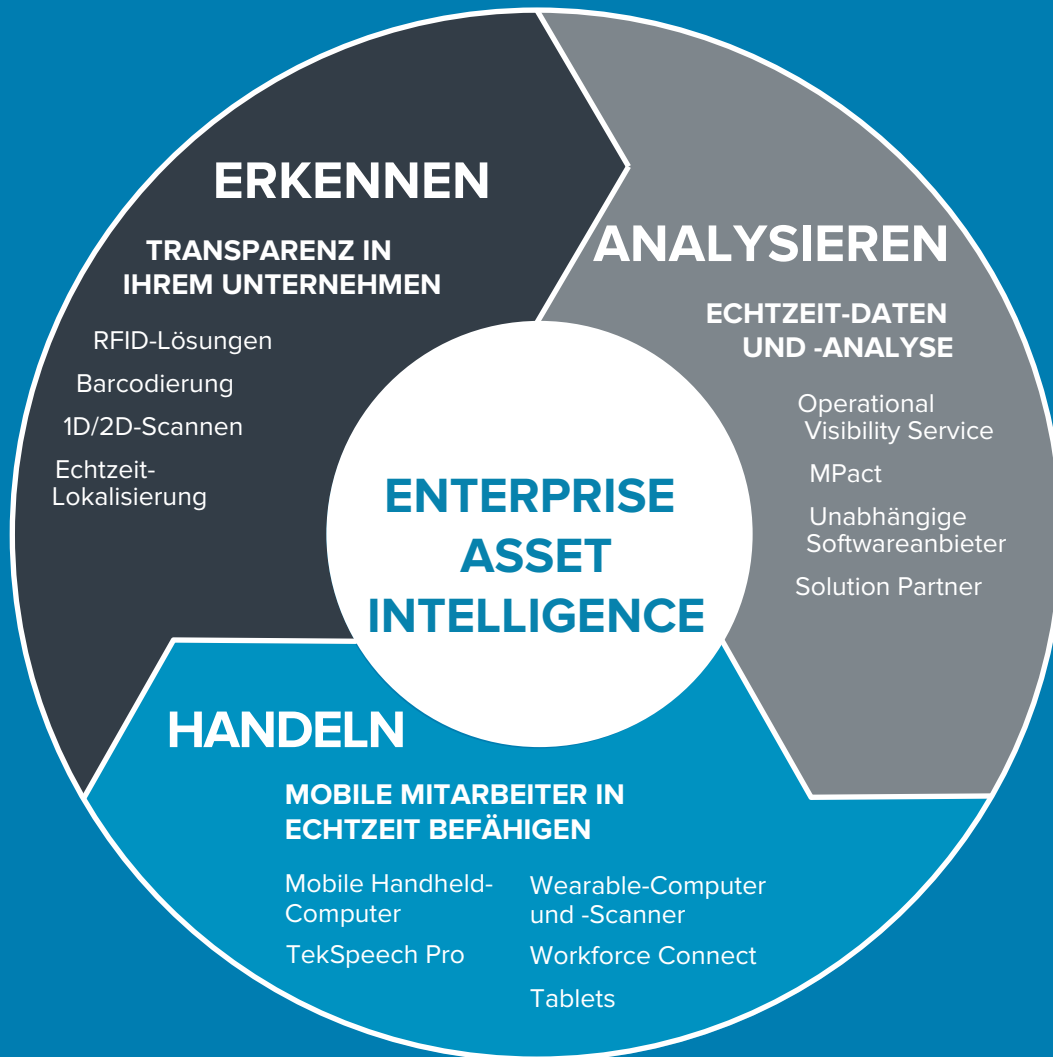 ERKENNEN
TRANSPARENZ IN
IHREM UNTERNEHMEN
RFID-Lösungen
Barcodierung
1D/2D-Scannen
Echtzeit-
Lokalisierung
ANALYSIEREN
ECHTZEIT-DATEN
UND -ANALYSE
Operational
Visibility Service
MPact
Unabhängige
Softwareanbieter
Solution Partner
ENTERPRISE
ASSET
INTELLIGENCE
HANDELN
MOBILE MITARBEITER IN
ECHTZEIT BEFÄHIGEN
Mobile Handheld-
Computer
TekSpeech Pro
Wearable-Computer
und -Scanner
Workforce Connect
Tablets